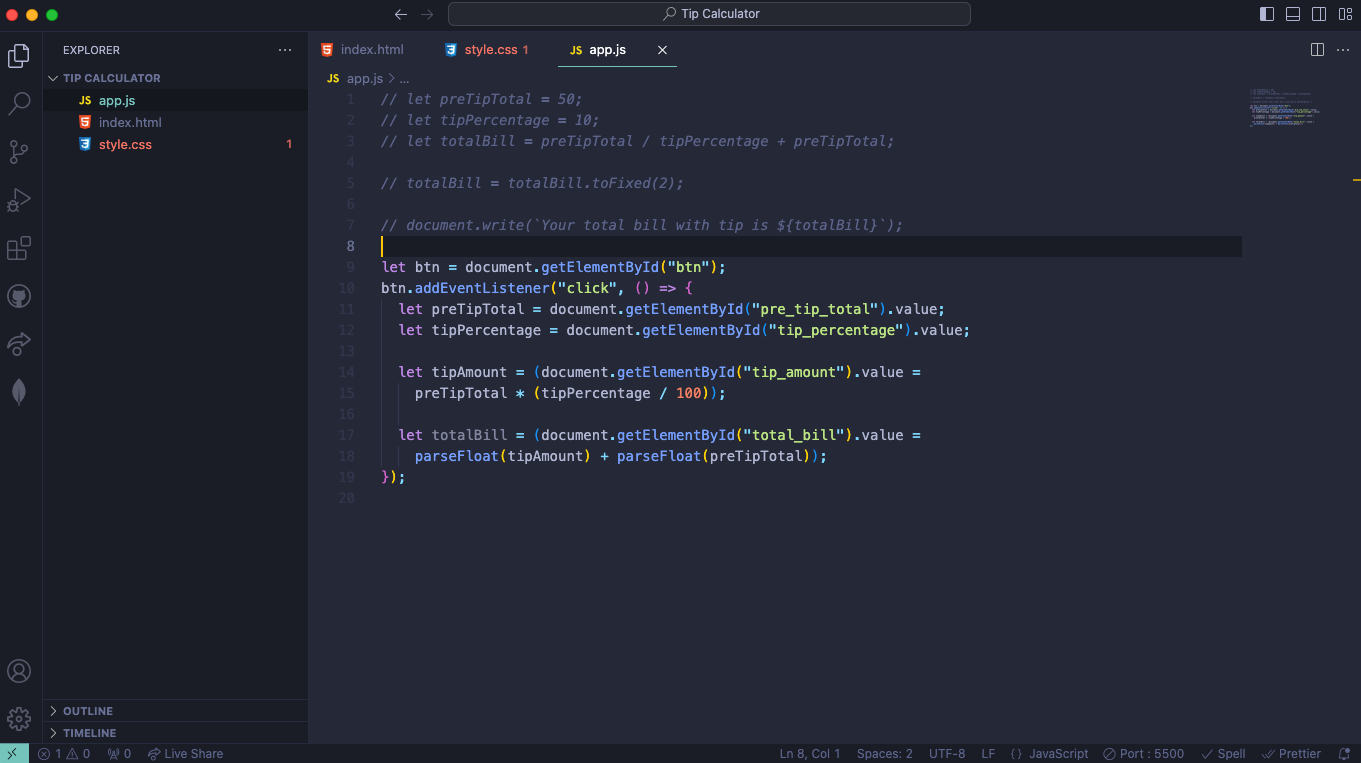 Tip Calculator
EXPLORER
TIP CALCULATOR
JS app.js
index.html
style.css 1
OUTLINE
TIMELINE
index.html
style.css 1
JS app.js
JS app.js > ...
1 // let preTipTotal = 50;
2 // let tipPercentage = 10;
3 // let totalBill = preTipTotal / tipPercentage + preTipTotal;
4
5 // totalBill = totalBill.toFixed(2);
6
7 // document.write(`Your total bill with tip is ${totalBill}`);
8
9 let btn = document.getElementById("btn");
10 btn.addEventListener("click", () => {
11 let preTipTotal = document.getElementById("pre_tip_total").value;
12 let tipPercentage = document.getElementById("tip_percentage").value;
13
14 let tipAmount = (document.getElementById("tip_amount").value =
15 preTipTotal * (tipPercentage / 100));
16
17 let totalBill = (document.getElementById("total_bill").value =
18 parseFloat(tipAmount) + parseFloat(preTipTotal));
19 });
20
1 0 0 Live Share Ln 8, Col 1 Spaces: 2 UTF-8 LF {} JavaScript Port : 5500 Spell Prettier